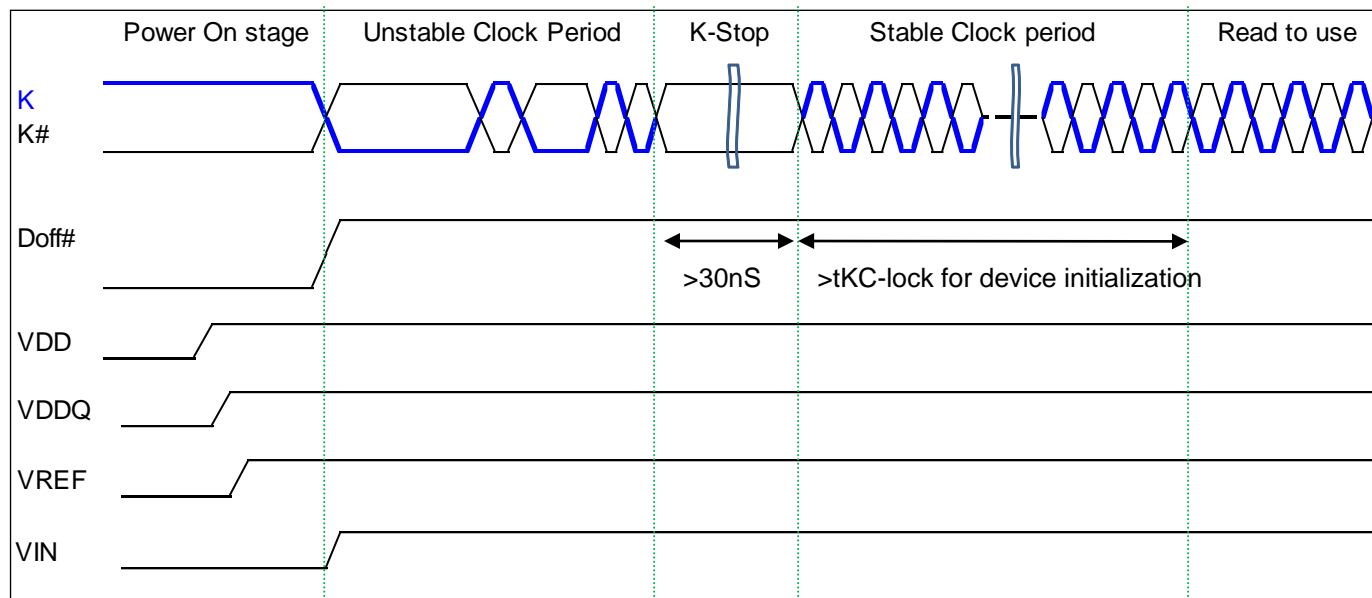 Power On stage
Unstable Clock Period
K-Stop
Stable Clock period
Read to use
K
K#
Doff#
>30nS
>tKC-lock for device initialization
VDD
VDDQ
VREF
VIN